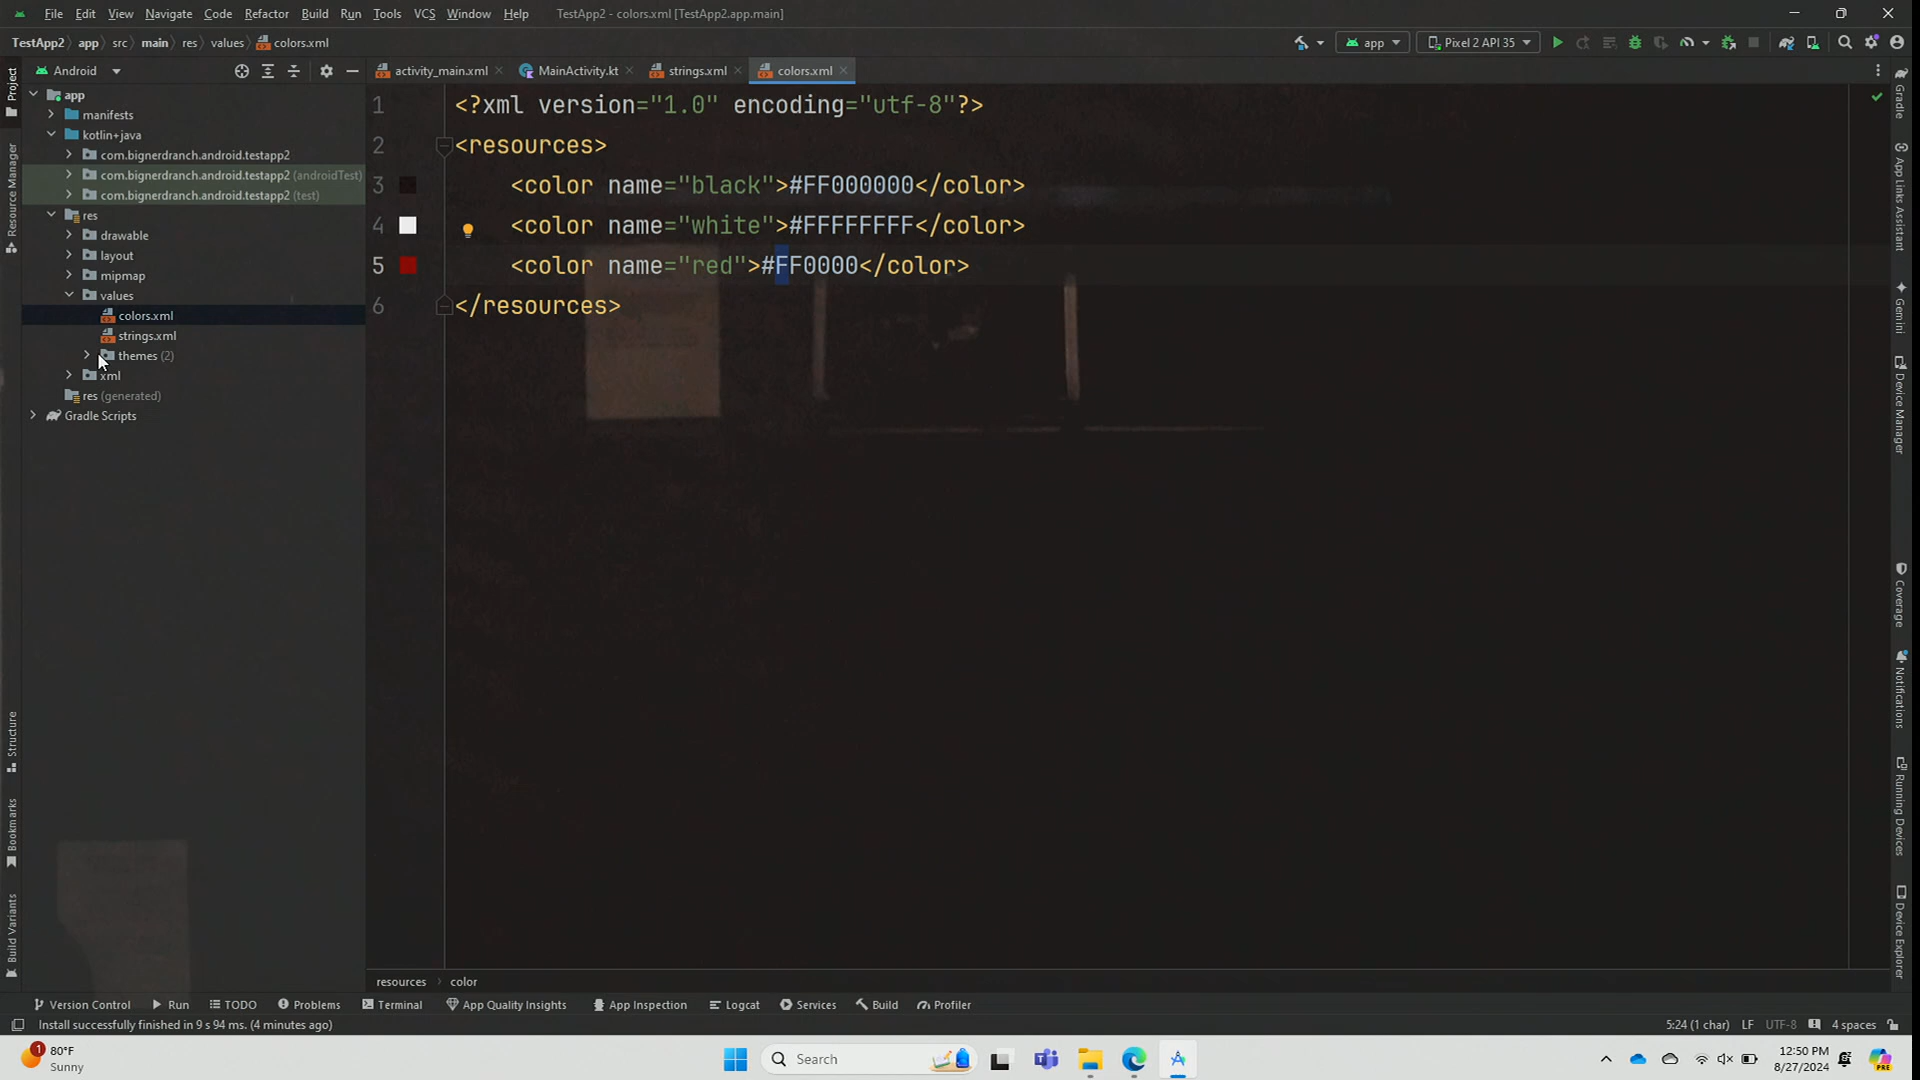 File Edit View Navigate Code Refactor Build Run Tools VCS Window Help TestApp2 - colors.xml [TestApp2.app.main]
TestApp2 app src main res values colors.xml
app Pixel 2 API 35
Android
activity_main.xml MainActivity.kt strings.xml colors.xml
Project
Resource Manager
Structure
Bookmarks
Build Variants
app
manifests
kotlin+java
com.bignerdranch.android.testapp2
com.bignerdranch.android.testapp2 (androidTest)
com.bignerdranch.android.testapp2 (test)
res
drawable
layout
mipmap
values
colors.xml
strings.xml
themes (2)
xml
res (generated)
Gradle Scripts
1 <?xml version="1.0" encoding="utf-8"?>
2 <resources>
3 <color name="black">#FF000000</color>
4 <color name="white">#FFFFFFFF</color>
5 <color name="red">#FF0000</color>
6 </resources>
Gradle
App Links Assistant
Gemini
Device Manager
Coverage
Notifications
Running Devices
Device Explorer
resources color
Version Control Run TODO Problems Terminal App Quality Insights App Inspection Logcat Services Build Profiler
Install successfully finished in 9 s 94 ms. (4 minutes ago) 5:24 (1 char) LF UTF-8 4 spaces
1 80°F
Sunny
Search
12:50 PM
8/27/2024
PRE